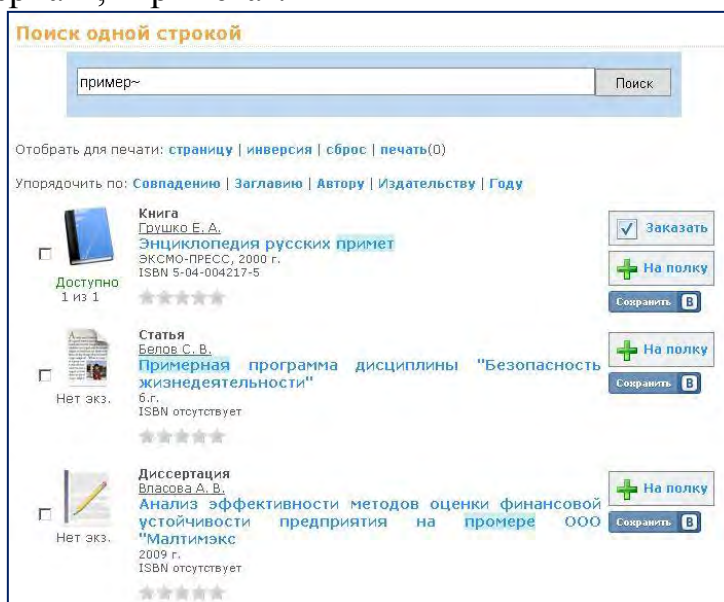 Поиск одной строкой
пример~ Поиск
Отобрать для печати: страницу | инверсия | сброс | печать(0)
Упорядочить по: Совпадению | Заглавию | Автору | Издательству | Году
Книга
Грушко Е. А.
Энциклопедия русских примет
ЭКСМО-ПРЕСС, 2000 г.
ISBN 5-04-004217-5
Доступно
1 из 1
Заказать
На полку
Сохранить B
Статья
Белов С. В.
Примерная программа дисциплины "Безопасность
жизнедеятельности"
б.г.
ISBN отсутствует
Нет экз.
На полку
Сохранить B
Диссертация
Власова А. В.
Анализ эффективности методов оценки финансовой
устойчивости предприятия на промере ООО
"Малтимэкс
2009 г.
ISBN отсутствует
Нет экз.
На полку
Сохранить B